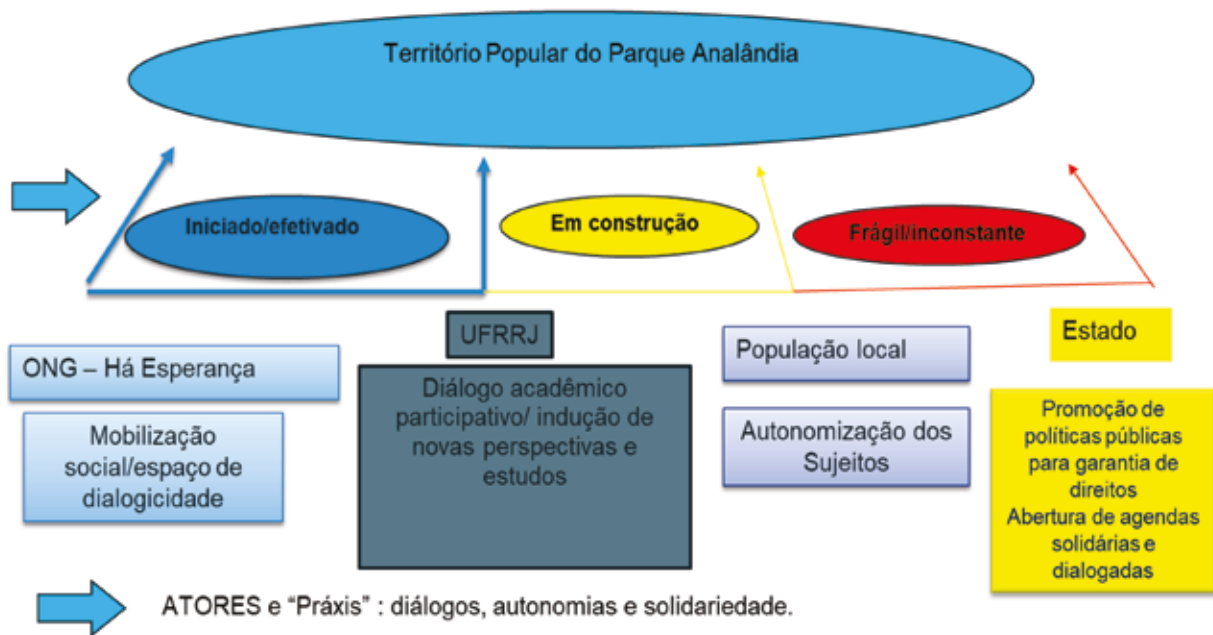 Território Popular do Parque Analândia
Iniciado/efetivado
Em construção
Frágil/inconstante
ONG – Há Esperança
Mobilização
social/espaço de
dialogicidade
UFRRJ
Diálogo acadêmico
participativo/ indução de
novas perspectivas e
estudos
População local
Autonomização dos
Sujeitos
Estado
Promoção de
políticas públicas
para garantia de
direitos
Abertura de agendas
solidárias e
dialogadas
ATORES e “Práxis” : diálogos, autonomias e solidariedade.